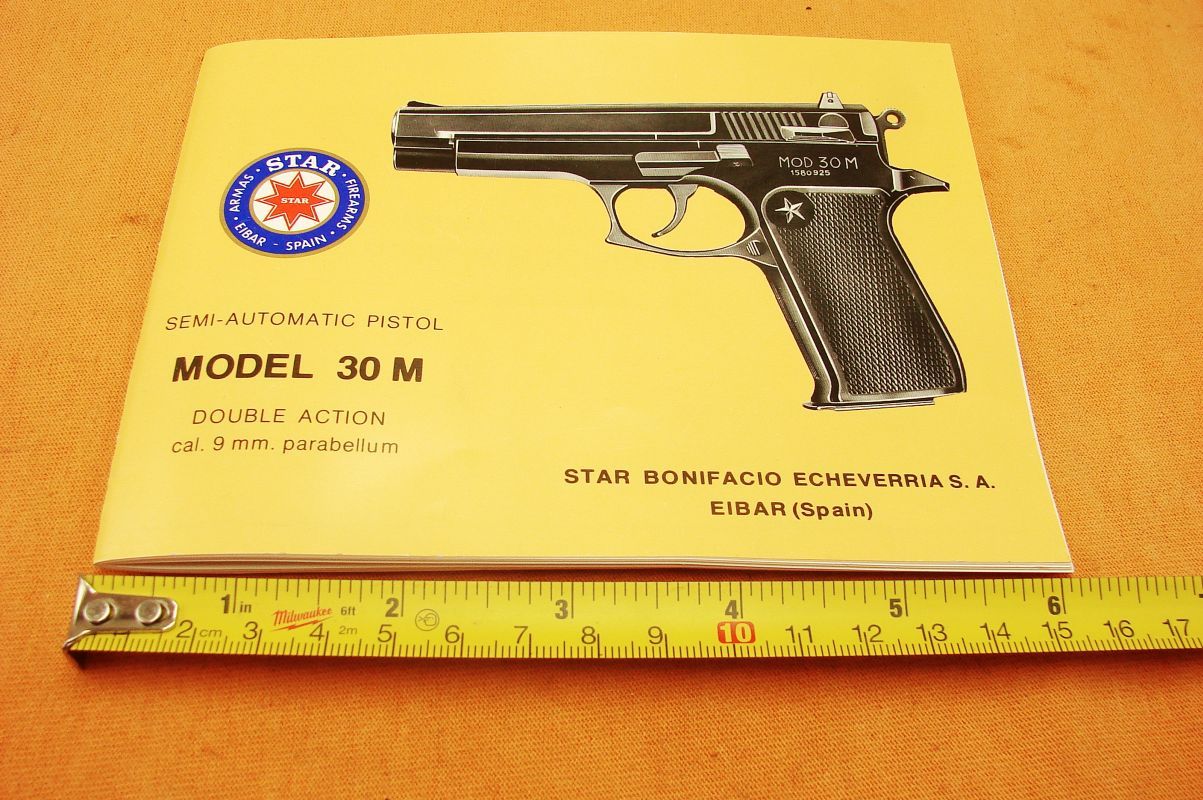 MOD 30 M
1580925
STAR
ARMAS · EIBAR - SPAIN · FIREARMS
STAR
SEMI-AUTOMATIC PISTOL
MODEL 30 M
DOUBLE ACTION
cal. 9 mm. parabellum
STAR BONIFACIO ECHEVERRIA S. A.
EIBAR (Spain)
1 in Milwaukee 6ft 2 3 4 5 6
2 cm 3 4 2m 5 6 7 8 9 10 11 12 13 14 15 16 17